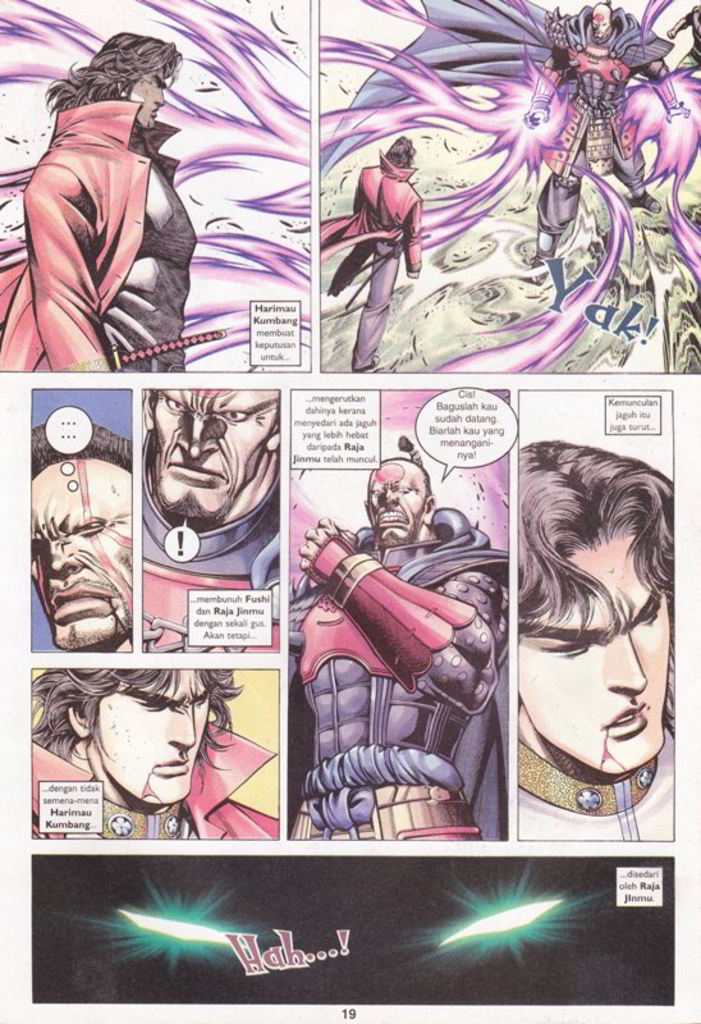 Harimau
Kumbang
membuat
keputusan
untuk...
Yak!
... ...
...membunuh Fushi
dan Raja Jinmu
dengan sekali gus.
Akan tetapi...
!
...dengan tidak
semena-mena
Harimau
Kumbang...
...mengerutkan
dahinya kerana
menyedari ada jaguh
yang lebih hebat
daripada Raja
Jinmu telah muncul.
Cis!
Baguslah kau
sudah datang.
Biarlah kau yang
menangani-
nya!
Kemunculan
jaguh itu
juga turut...
...disedari
oleh Raja
JInmu.
Hah...!
19